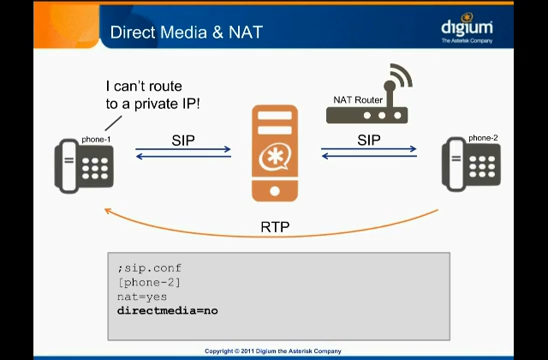 Direct Media & NAT
digium
The Asterisk Company
I can't route
to a private IP!
NAT Router
phone-1
SIP
SIP
phone-2
RTP
;sip.conf
[phone-2]
nat=yes
directmedia=no
Copyright © 2011 Digium the Asterisk Company